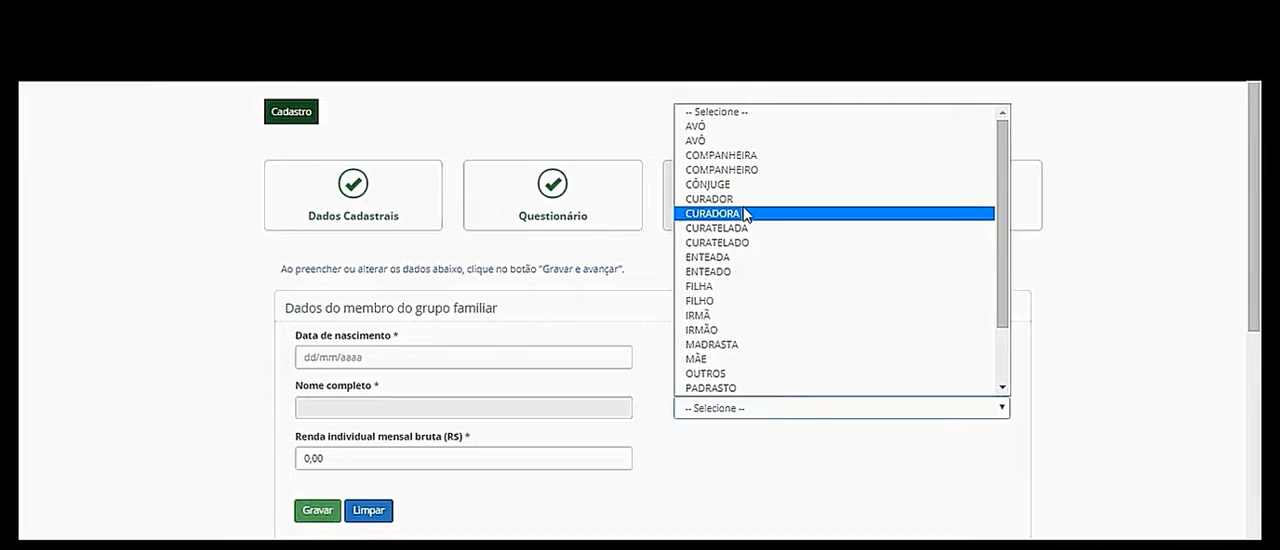 Cadastro
Dados Cadastrais
Questionário
Ao preencher ou alterar os dados abaixo, clique no botão "Gravar e avançar".
Dados do membro do grupo familiar
Data de nascimento *
dd/mm/aaaa
Nome completo *
Renda individual mensal bruta (R$) *
0,00
Gravar
Limpar
-- Selecione --
AVÓ
AVÔ
COMPANHEIRA
COMPANHEIRO
CÔNJUGE
CURADOR
CURADORA
CURATELADA
CURATELADO
ENTEADA
ENTEADO
FILHA
FILHO
IRMÃ
IRMÃO
MADRASTA
MÃE
OUTROS
PADRASTO
-- Selecione --